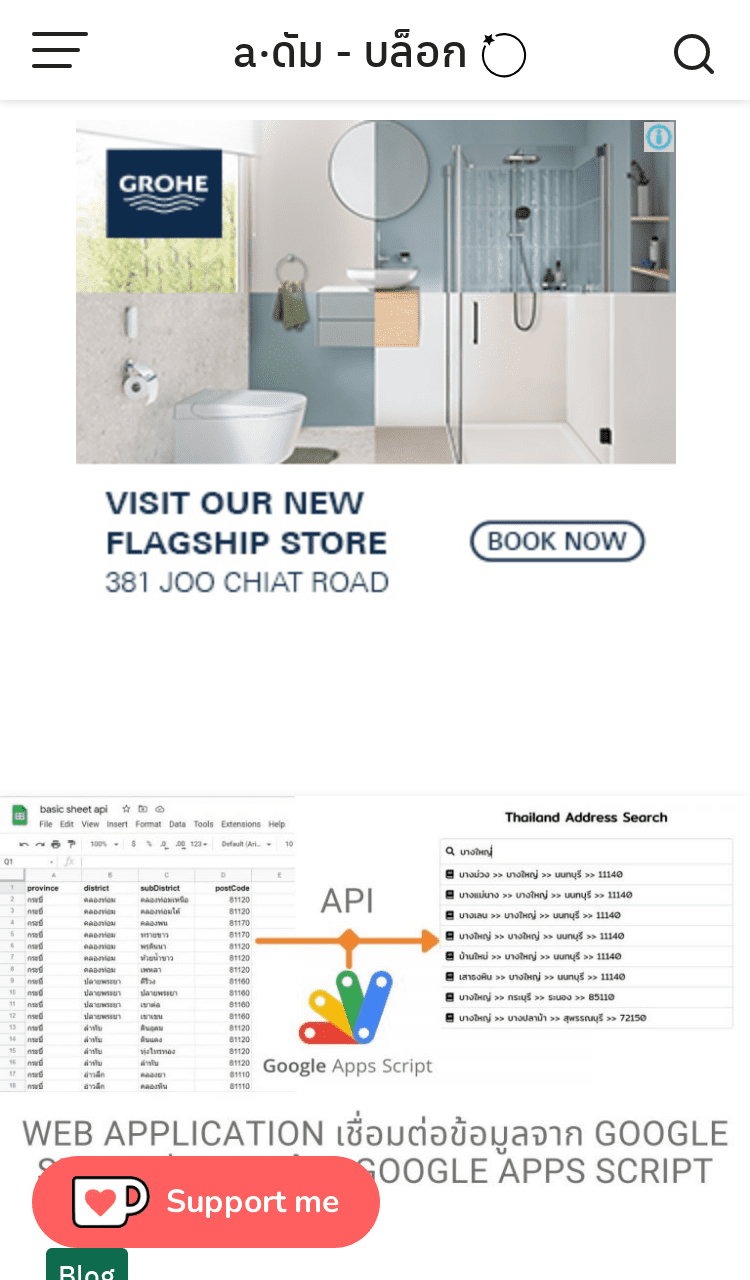 a·ดัม - บล็อก
GROHE
VISIT OUR NEW
FLAGSHIP STORE
381 JOO CHIAT ROAD
BOOK NOW
basic sheet api
File Edit View Insert Format Data Tools Extensions Help
100% $ % .0 .00 123 Default (Ari... 10
Q1 fx
A B C D E
1 province district subDistrict postCode
2 กระบี่ คลองท่อม คลองท่อมเหนือ 81120
3 กระบี่ คลองท่อม คลองท่อมใต้ 81120
4 กระบี่ คลองท่อม คลองพน 81170
5 กระบี่ คลองท่อม ทรายขาว 81170
6 กระบี่ คลองท่อม พรุดินนา 81120
7 กระบี่ คลองท่อม ห้วยน้ำขาว 81120
8 กระบี่ คลองท่อม เพหลา 81120
9 กระบี่ ปลายพระยา คีรีวง 81160
10 กระบี่ ปลายพระยา ปลายพระยา 81160
11 กระบี่ ปลายพระยา เขาต่อ 81160
12 กระบี่ ปลายพระยา เขาเขน 81160
13 กระบี่ ลำทับ ดินอุดม 81120
14 กระบี่ ลำทับ ดินแดง 81120
15 กระบี่ ลำทับ ทุ่งไทรทอง 81120
16 กระบี่ ลำทับ ลำทับ 81120
17 กระบี่ อ่าวลึก คลองยา 81110
18 กระบี่ อ่าวลึก คลองหิน 81110
API
Google Apps Script
Thailand Address Search
บางใหญ่
บางม่วง >> บางใหญ่ >> นนทบุรี >> 11140
บางแม่นาง >> บางใหญ่ >> นนทบุรี >> 11140
บางเลน >> บางใหญ่ >> นนทบุรี >> 11140
บางใหญ่ >> บางใหญ่ >> นนทบุรี >> 11140
บ้านใหม่ >> บางใหญ่ >> นนทบุรี >> 11140
เสาธงหิน >> บางใหญ่ >> นนทบุรี >> 11140
บางใหญ่ >> กระบุรี >> ระนอง >> 85110
บางใหญ่ >> บางปลาม้า >> สุพรรณบุรี >> 72150
WEB APPLICATION เชื่อมต่อข้อมูลจาก GOOGLE
GOOGLE APPS SCRIPT
Support me
Blog